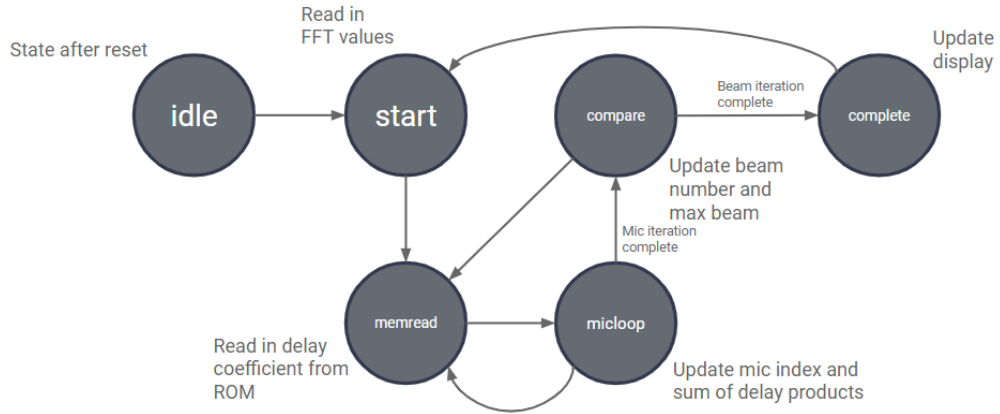 State after reset
idle
Read in
FFT values
start
compare
Beam iteration
complete
complete
Update
display
Update beam
number and
max beam
Mic iteration
complete
memread
micloop
Read in delay
coefficient from
ROM
Update mic index and
sum of delay products